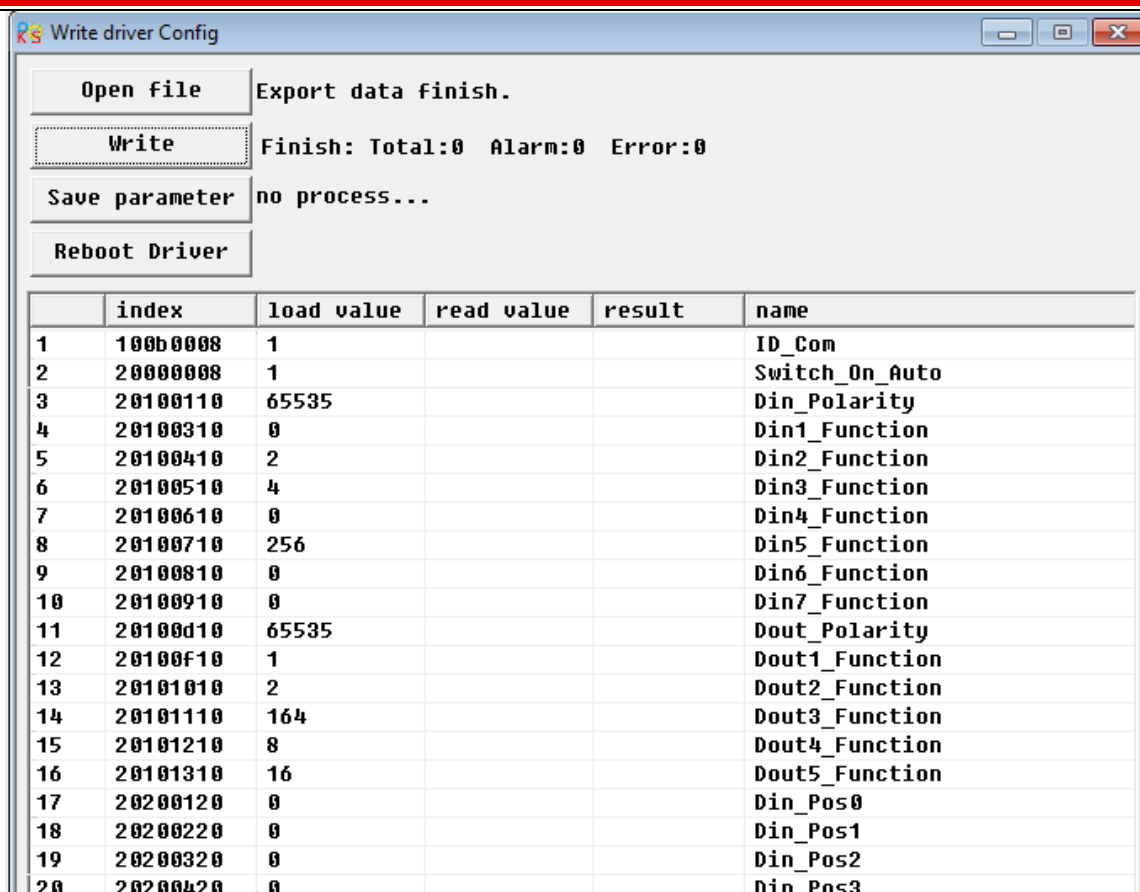 Write driver Config
Open file Export data finish.
Write Finish: Total:0 Alarm:0 Error:0
Save parameter no process...
Reboot Driver
index load value read value result name
1 100b0008 1 ID_Com
2 20000008 1 Switch_On_Auto
3 20100110 65535 Din_Polarity
4 20100310 0 Din1_Function
5 20100410 2 Din2_Function
6 20100510 4 Din3_Function
7 20100610 0 Din4_Function
8 20100710 256 Din5_Function
9 20100810 0 Din6_Function
10 20100910 0 Din7_Function
11 20100d10 65535 Dout_Polarity
12 20100f10 1 Dout1_Function
13 20101010 2 Dout2_Function
14 20101110 164 Dout3_Function
15 20101210 8 Dout4_Function
16 20101310 16 Dout5_Function
17 20200120 0 Din_Pos0
18 20200220 0 Din_Pos1
19 20200320 0 Din_Pos2
20 20200420 0 Din_Pos3